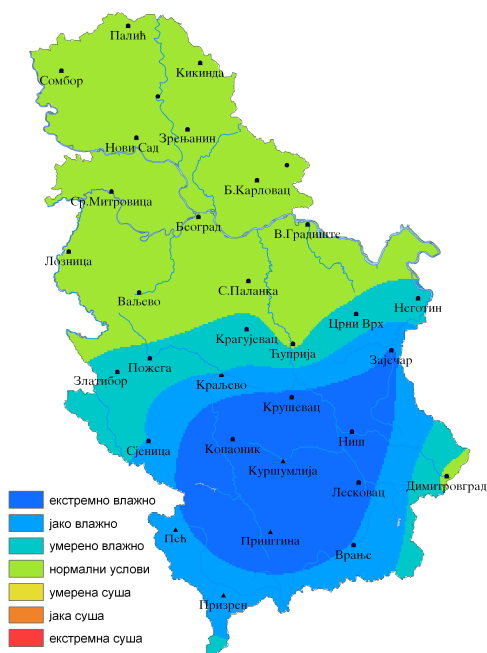 Палић
Кикинда
Сомбор
Зрењанин
Нови Сад
Б.Карловац
Ср.Митровица
Београд
В.Градиште
Лозница
С.Паланка
Ваљево
Неготин
Црни Врх
Крагујевац
Ћуприја
Зајечар
Пожега
Златибор
Краљево
Крушевац
Ниш
Копаоник
Сјеница
Куршумлија
Димитровград
Лесковац
Пећ
Приштина
Врање
Призрен
екстремно влажно
јако влажно
умерено влажно
нормални услови
умерена суша
јака суша
екстремна суша